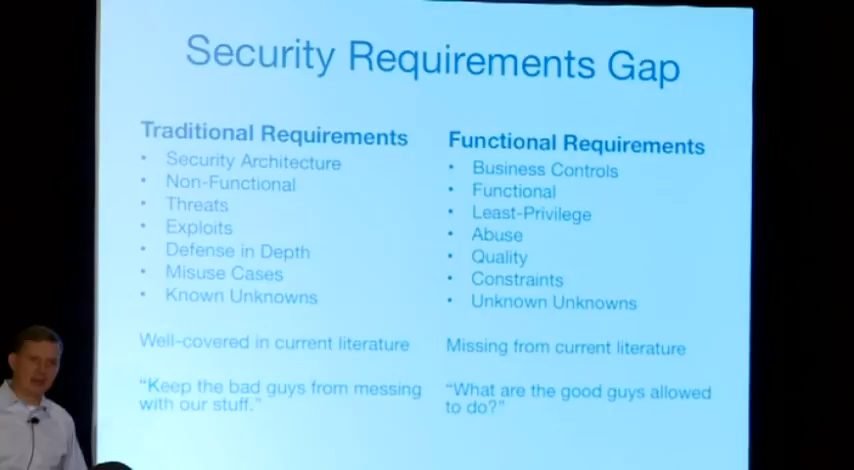 Security Requirements Gap
Traditional Requirements
• Security Architecture
• Non-Functional
• Threats
• Exploits
• Defense in Depth
• Misuse Cases
• Known Unknowns
Well-covered in current literature
“Keep the bad guys from messing
with our stuff.”
Functional Requirements
• Business Controls
• Functional
• Least-Privilege
• Abuse
• Quality
• Constraints
• Unknown Unknowns
Missing from current literature
“What are the good guys allowed
to do?”